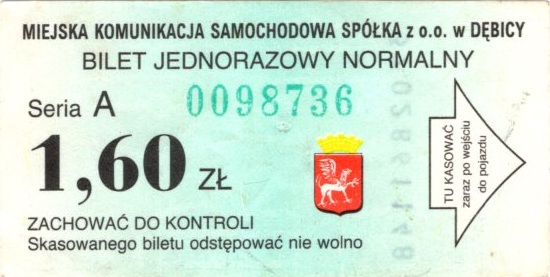 MIEJSKA KOMUNIKACJA SAMOCHODOWA SPÓŁKA z o.o. w DĘBICY
BILET JEDNORAZOWY NORMALNY
Seria A 0098736
1,60 ZŁ
ZACHOWAĆ DO KONTROLI
Skasowanego biletu odstępować nie wolno
TU KASOWAĆ
zaraz po wejściu
do pojazdu